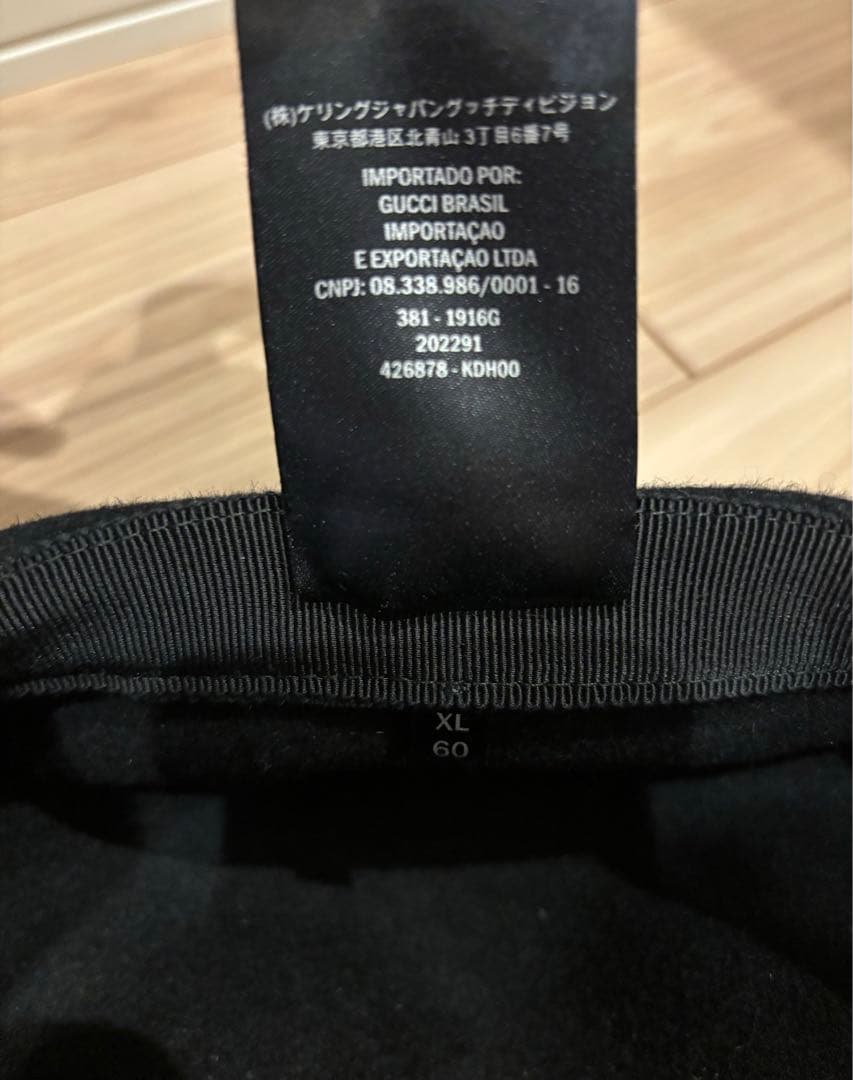 (株)ケリングジャパングッチディビジョン
東京都港区北青山3丁目6番7号
IMPORTADO POR:
GUCCI BRASIL
IMPORTAÇAO
E EXPORTAÇAO LTDA
CNPJ: 08.338.986/0001 - 16
381 - 1916G
202291
426878 - KDH00
XL
60